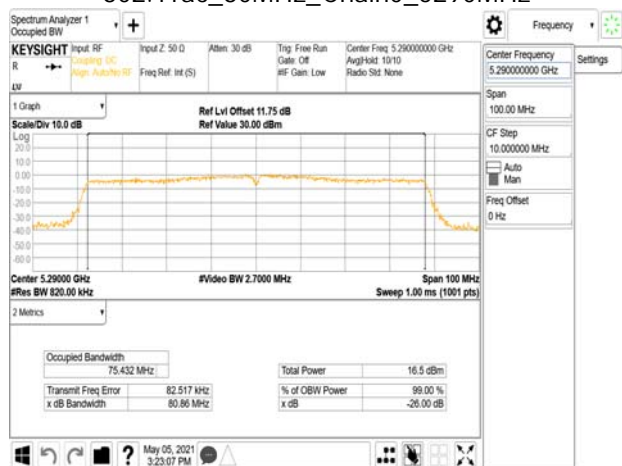 Spectrum Analyzer 1
Occupied BW
+
Frequency
KEYSIGHT
R
Input: RF
Coupling: DC
Align: Auto/No RF
Input Z: 50 Ω
Freq Ref: Int (S)
Atten: 30 dB
Trig: Free Run
Gate: Off
#IF Gain: Low
Center Freq: 5.290000000 GHz
Avg|Hold: 10/10
Radio Std: None
Center Frequency
5.290000000 GHz
Settings
Span
100.00 MHz
CF Step
10.000000 MHz
Auto
Man
Freq Offset
0 Hz
1 Graph
Scale/Div 10.0 dB
Ref Lvl Offset 11.75 dB
Ref Value 30.00 dBm
Log
20.0
10.0
0.00
-10.0
-20.0
-30.0
-40.0
-50.0
-60.0
Center 5.29000 GHz
#Video BW 2.7000 MHz
Span 100 MHz
#Res BW 820.00 kHz
Sweep 1.00 ms (1001 pts)
2 Metrics
Occupied Bandwidth
75.432 MHz
Total Power 16.5 dBm
Transmit Freq Error 82.517 kHz
% of OBW Power 99.00 %
x dB Bandwidth 80.86 MHz
x dB -26.00 dB
?
May 05, 2021
3:23:07 PM